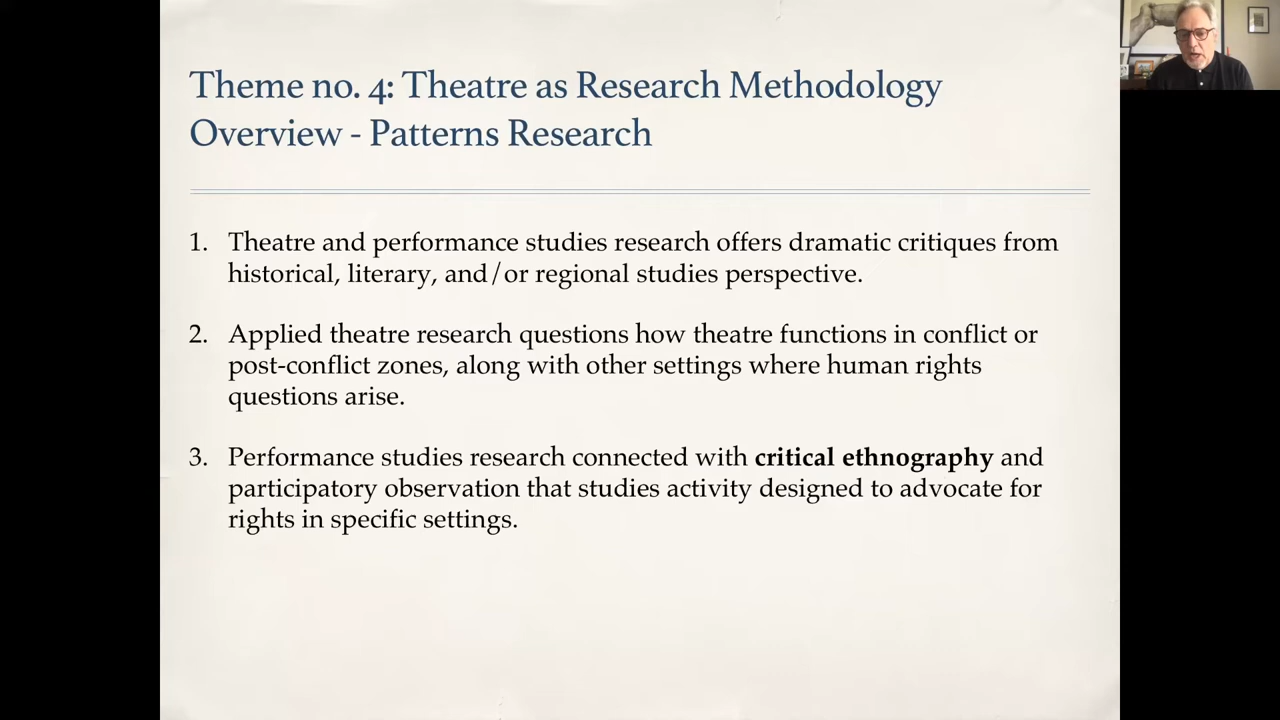 Theme no. 4: Theatre as Research Methodology
Overview - Patterns Research
1. Theatre and performance studies research offers dramatic critiques from
historical, literary, and/or regional studies perspective.
2. Applied theatre research questions how theatre functions in conflict or
post-conflict zones, along with other settings where human rights
questions arise.
3. Performance studies research connected with critical ethnography and
participatory observation that studies activity designed to advocate for
rights in specific settings.